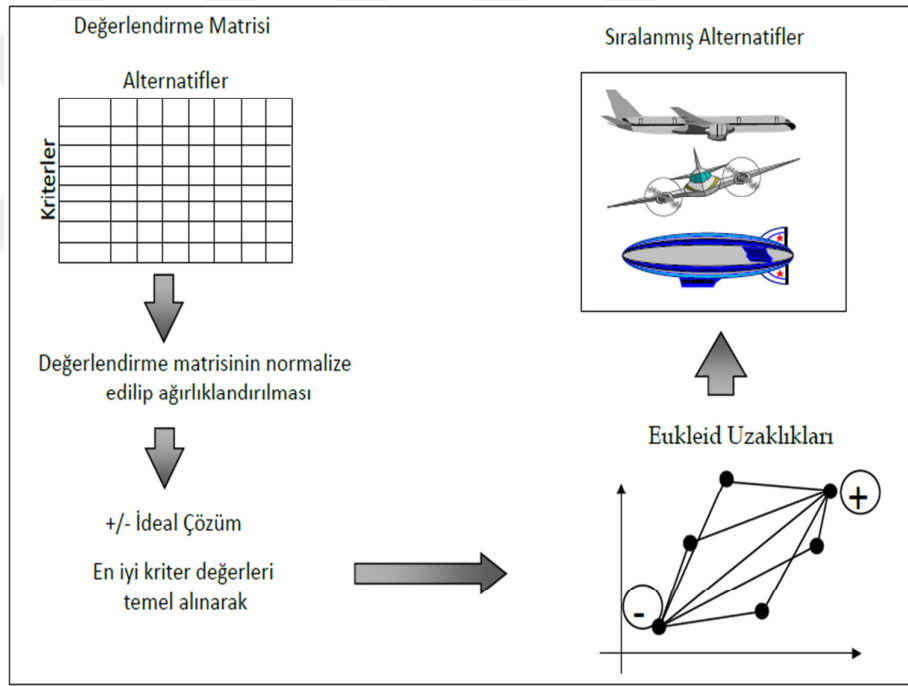 Değerlendirme Matrisi
Alternatifler
Kriterler
Değerlendirme matrisinin normalize
edilip ağırlıklandırılması
+/- İdeal Çözüm
En iyi kriter değerleri
temel alınarak
Sıralanmış Alternatifler
Eukleid Uzaklıkları
+
-